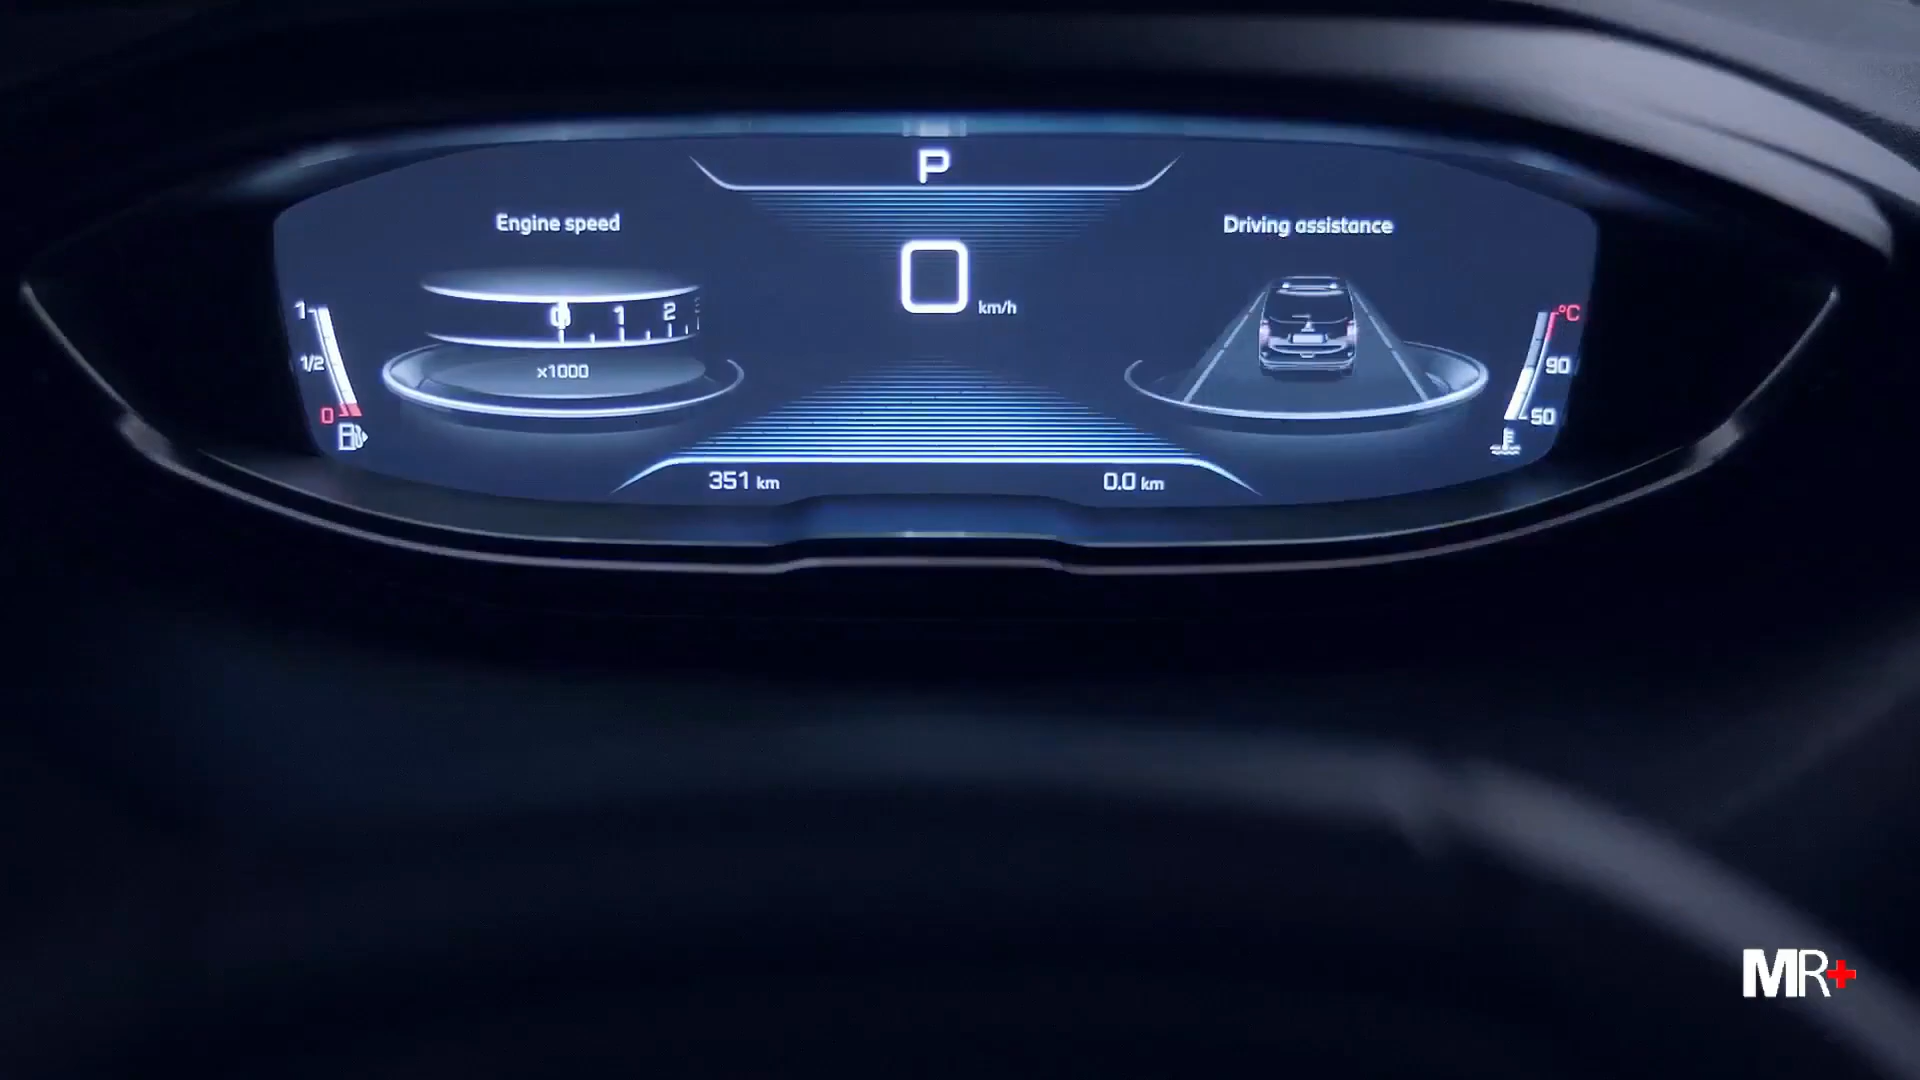 P
Engine speed
Driving assistance
0
km/h
1
1/2
0
0 1 2
x1000
°C
90
50
351 km
0.0 km
MR+